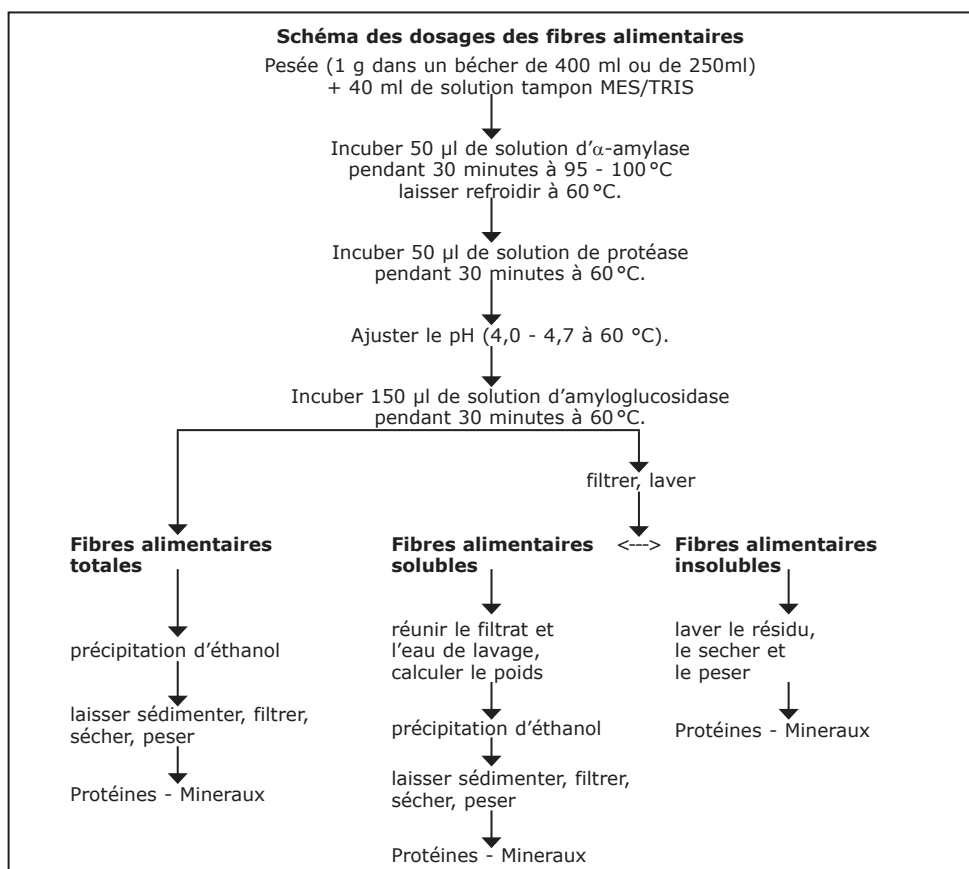 Schéma des dosages des fibres alimentaires
Pesée (1 g dans un bécher de 400 ml ou de 250ml)
+ 40 ml de solution tampon MES/TRIS
Incuber 50 µl de solution d’α-amylase
pendant 30 minutes à 95 - 100 °C
laisser refroidir à 60 °C.
Incuber 50 µl de solution de protéase
pendant 30 minutes à 60 °C.
Ajuster le pH (4,0 - 4,7 à 60 °C).
Incuber 150 µl de solution d’amyloglucosidase
pendant 30 minutes à 60 °C.
filtrer, laver
Fibres alimentaires
totales
Fibres alimentaires
solubles
<--->
Fibres alimentaires
insolubles
précipitation d’éthanol
laisser sédimenter, filtrer,
sécher, peser
Protéines - Mineraux
réunir le filtrat et
l’eau de lavage,
calculer le poids
précipitation d’éthanol
laisser sédimenter, filtrer,
sécher, peser
Protéines - Mineraux
laver le résidu,
le secher et
le peser
Protéines - Mineraux